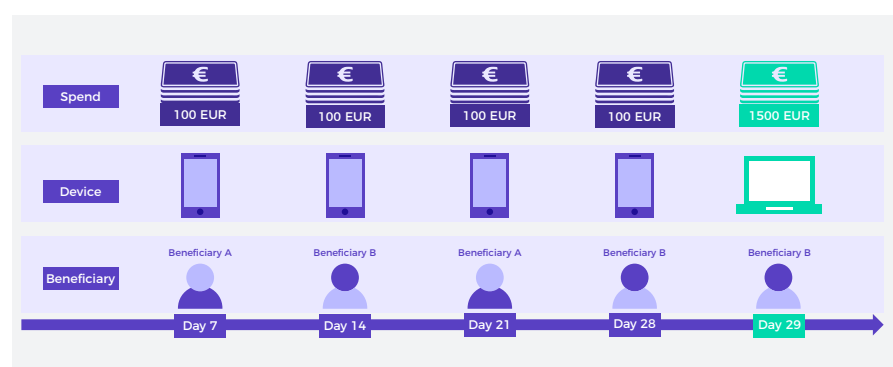 Spend
€ € € € €
100 EUR 100 EUR 100 EUR 100 EUR 1500 EUR
Device
Beneficiary
Beneficiary A Beneficiary B Beneficiary A Beneficiary B Beneficiary B
Day 7 Day 14 Day 21 Day 28 Day 29